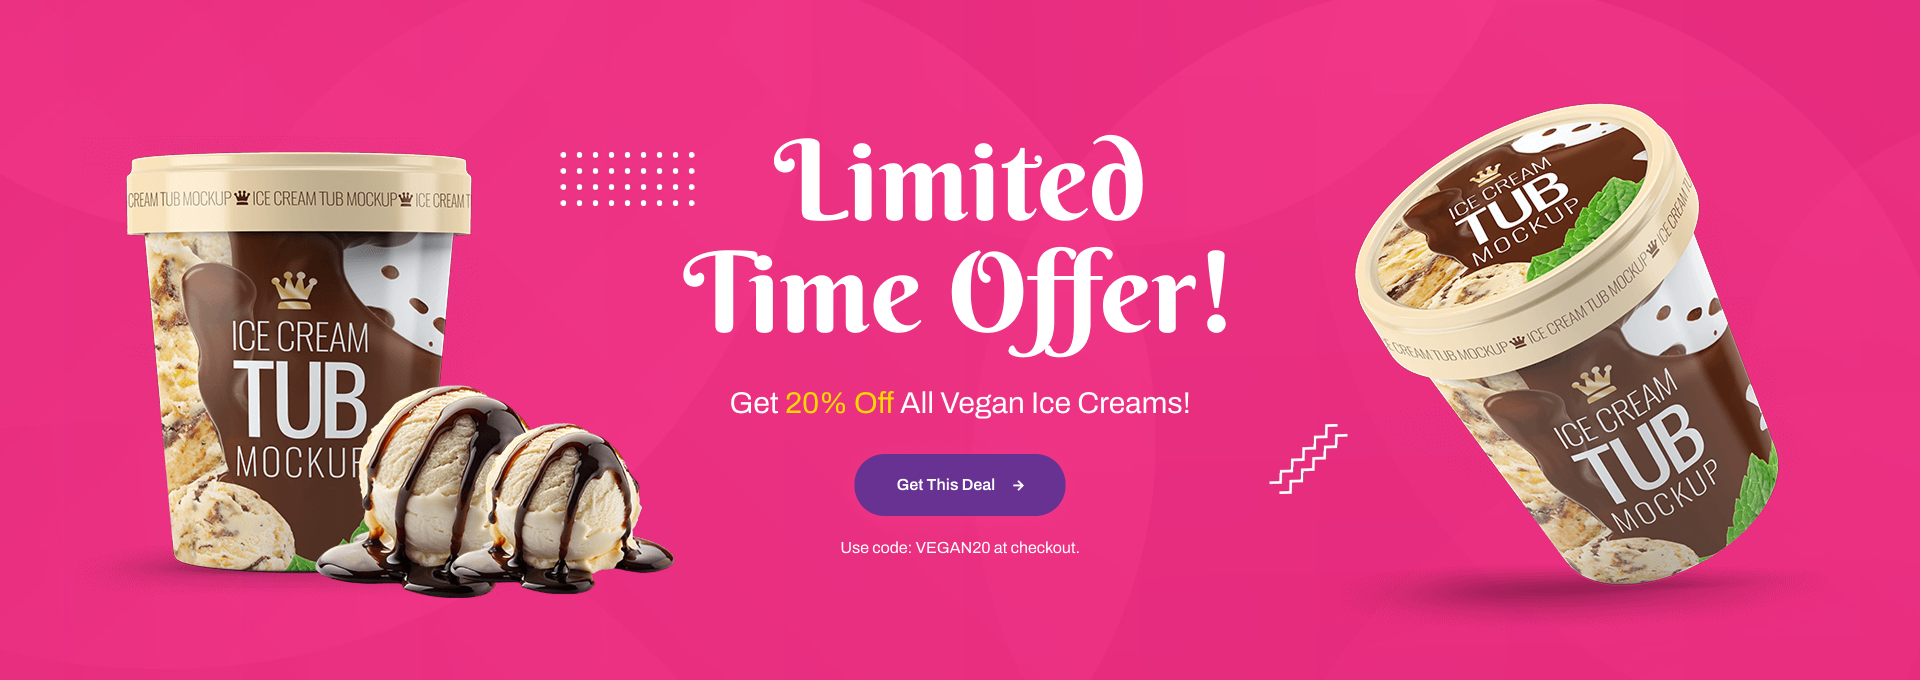 CREAM TUB MOCKUP ICE CREAM TUB MOCKUP ICE CREAM T
ICE CREAM
TUB
MOCKUP
Limited
Time Offer!
Get 20% Off All Vegan Ice Creams!
Get This Deal
Use code: VEGAN20 at checkout.
ICE CREAM
TUB
MOCKUP
E CREAM TUB MOCKUP ICE CREAM TUB MOCKUP ICE CREAM TU
ICE CREAM
TUB
MOCKUP